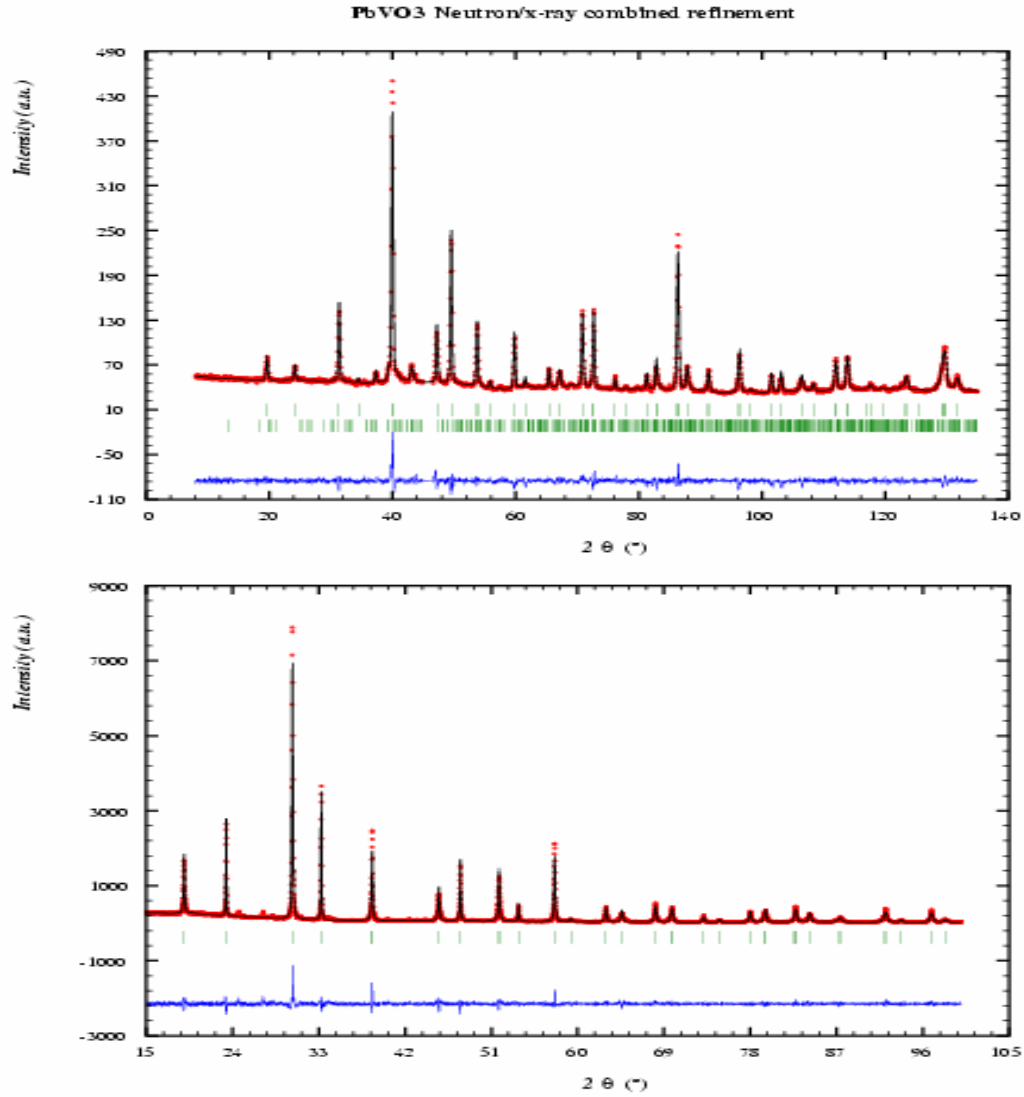 PbVO3 Neutron/x-ray combined refinement
Intensity (a.u.)
490
430
370
310
250
190
130
70
10
-50
-110
0 20 40 60 80 100 120 140
2 θ (°)
Intensity (a.u.)
9000
7000
5000
3000
1000
-1000
-3000
15 24 33 42 51 60 69 78 87 96 105
2 θ (°)